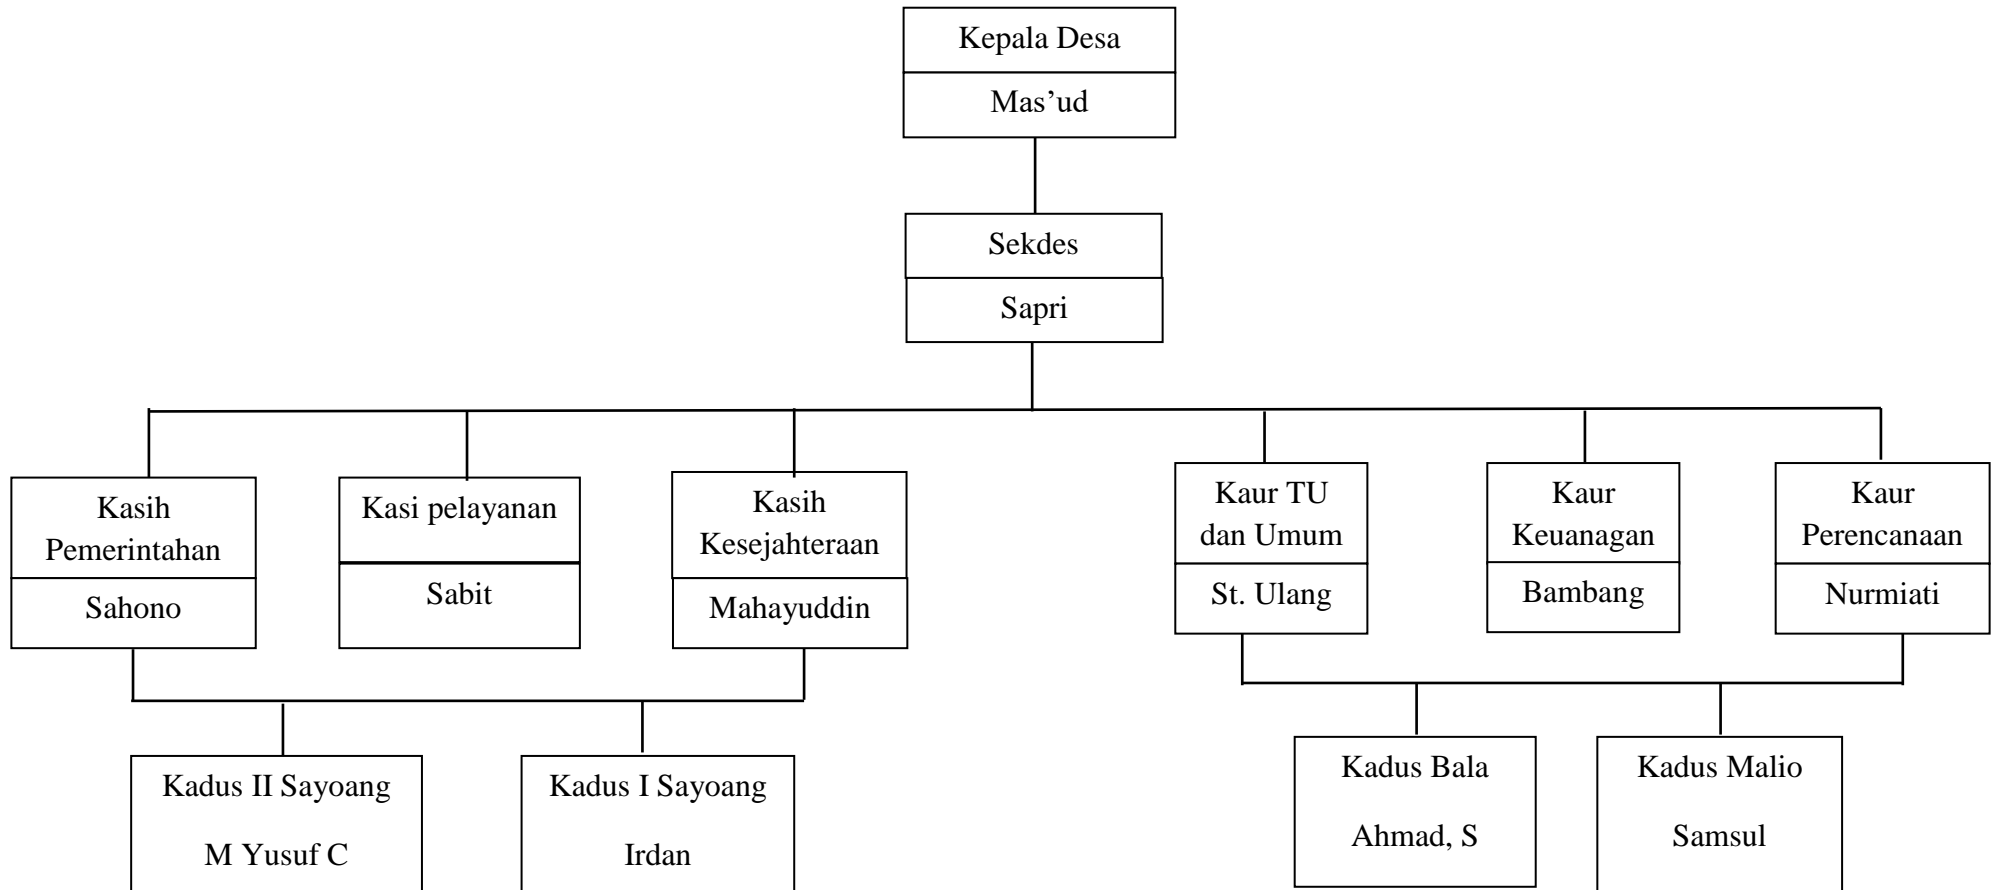 Kepala Desa
Mas’ud
Sekdes
Sapri
Kasih
Pemerintahan
Sahono
Kasi pelayanan
Sabit
Kasih
Kesejahteraan
Mahayuddin
Kaur TU
dan Umum
St. Ulang
Kaur
Keuanagan
Bambang
Kaur
Perencanaan
Nurmiati
Kadus II Sayoang
M Yusuf C
Kadus I Sayoang
Irdan
Kadus Bala
Ahmad, S
Kadus Malio
Samsul